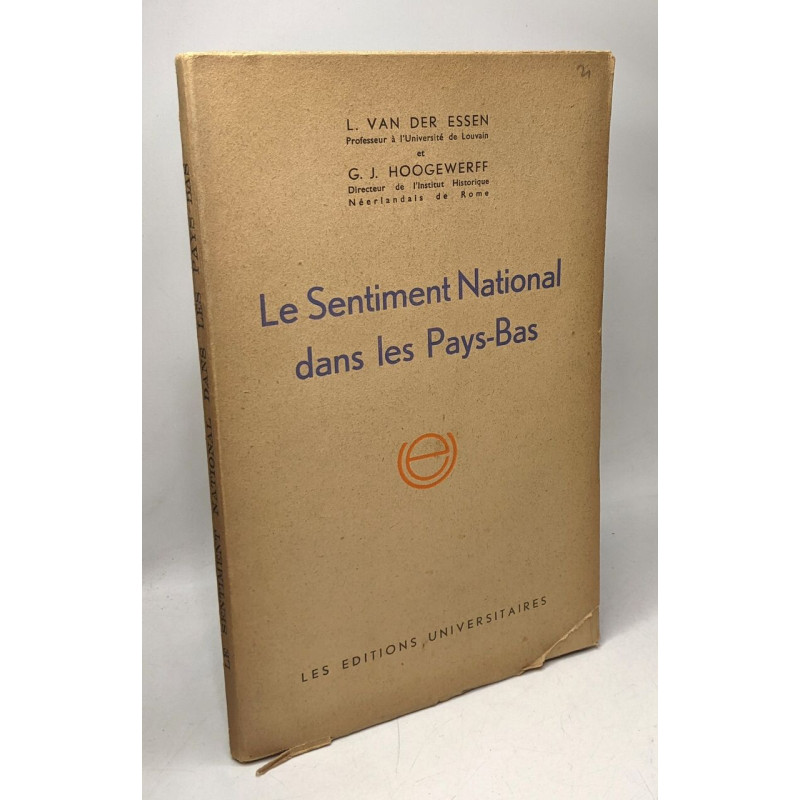 L. VAN DER ESSEN
Professeur à l'Université de Louvain
et
G. J. HOOGEWERFF
Directeur de l'Institut Historique
Néerlandais de Rome
Le Sentiment National
dans les Pays-Bas
LES EDITIONS UNIVERSITAIRES
LE SENTIMENT NATIONAL DANS LES PAYS-BAS